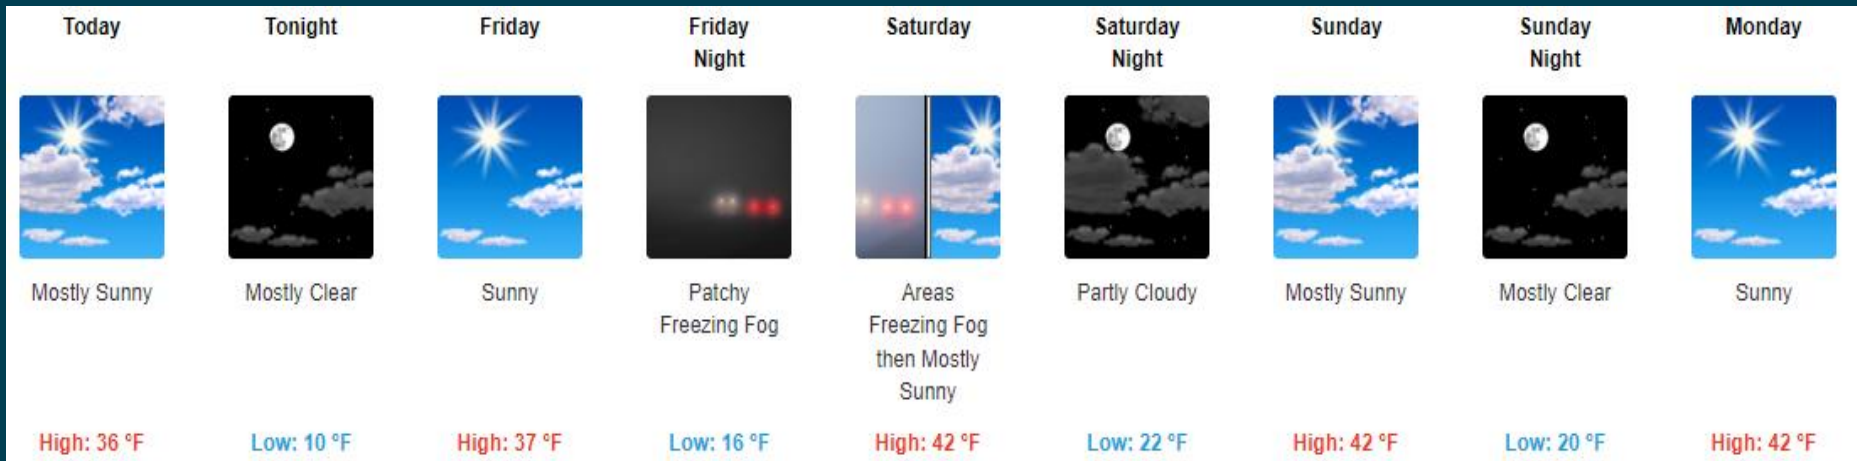 Today
Mostly Sunny
High: 36 °F
Tonight
Mostly Clear
Low: 10 °F
Friday
Sunny
High: 37 °F
Friday
Night
Patchy
Freezing Fog
Low: 16 °F
Saturday
Areas
Freezing Fog
then Mostly
Sunny
High: 42 °F
Saturday
Night
Partly Cloudy
Low: 22 °F
Sunday
Mostly Sunny
High: 42 °F
Sunday
Night
Mostly Clear
Low: 20 °F
Monday
Sunny
High: 42 °F